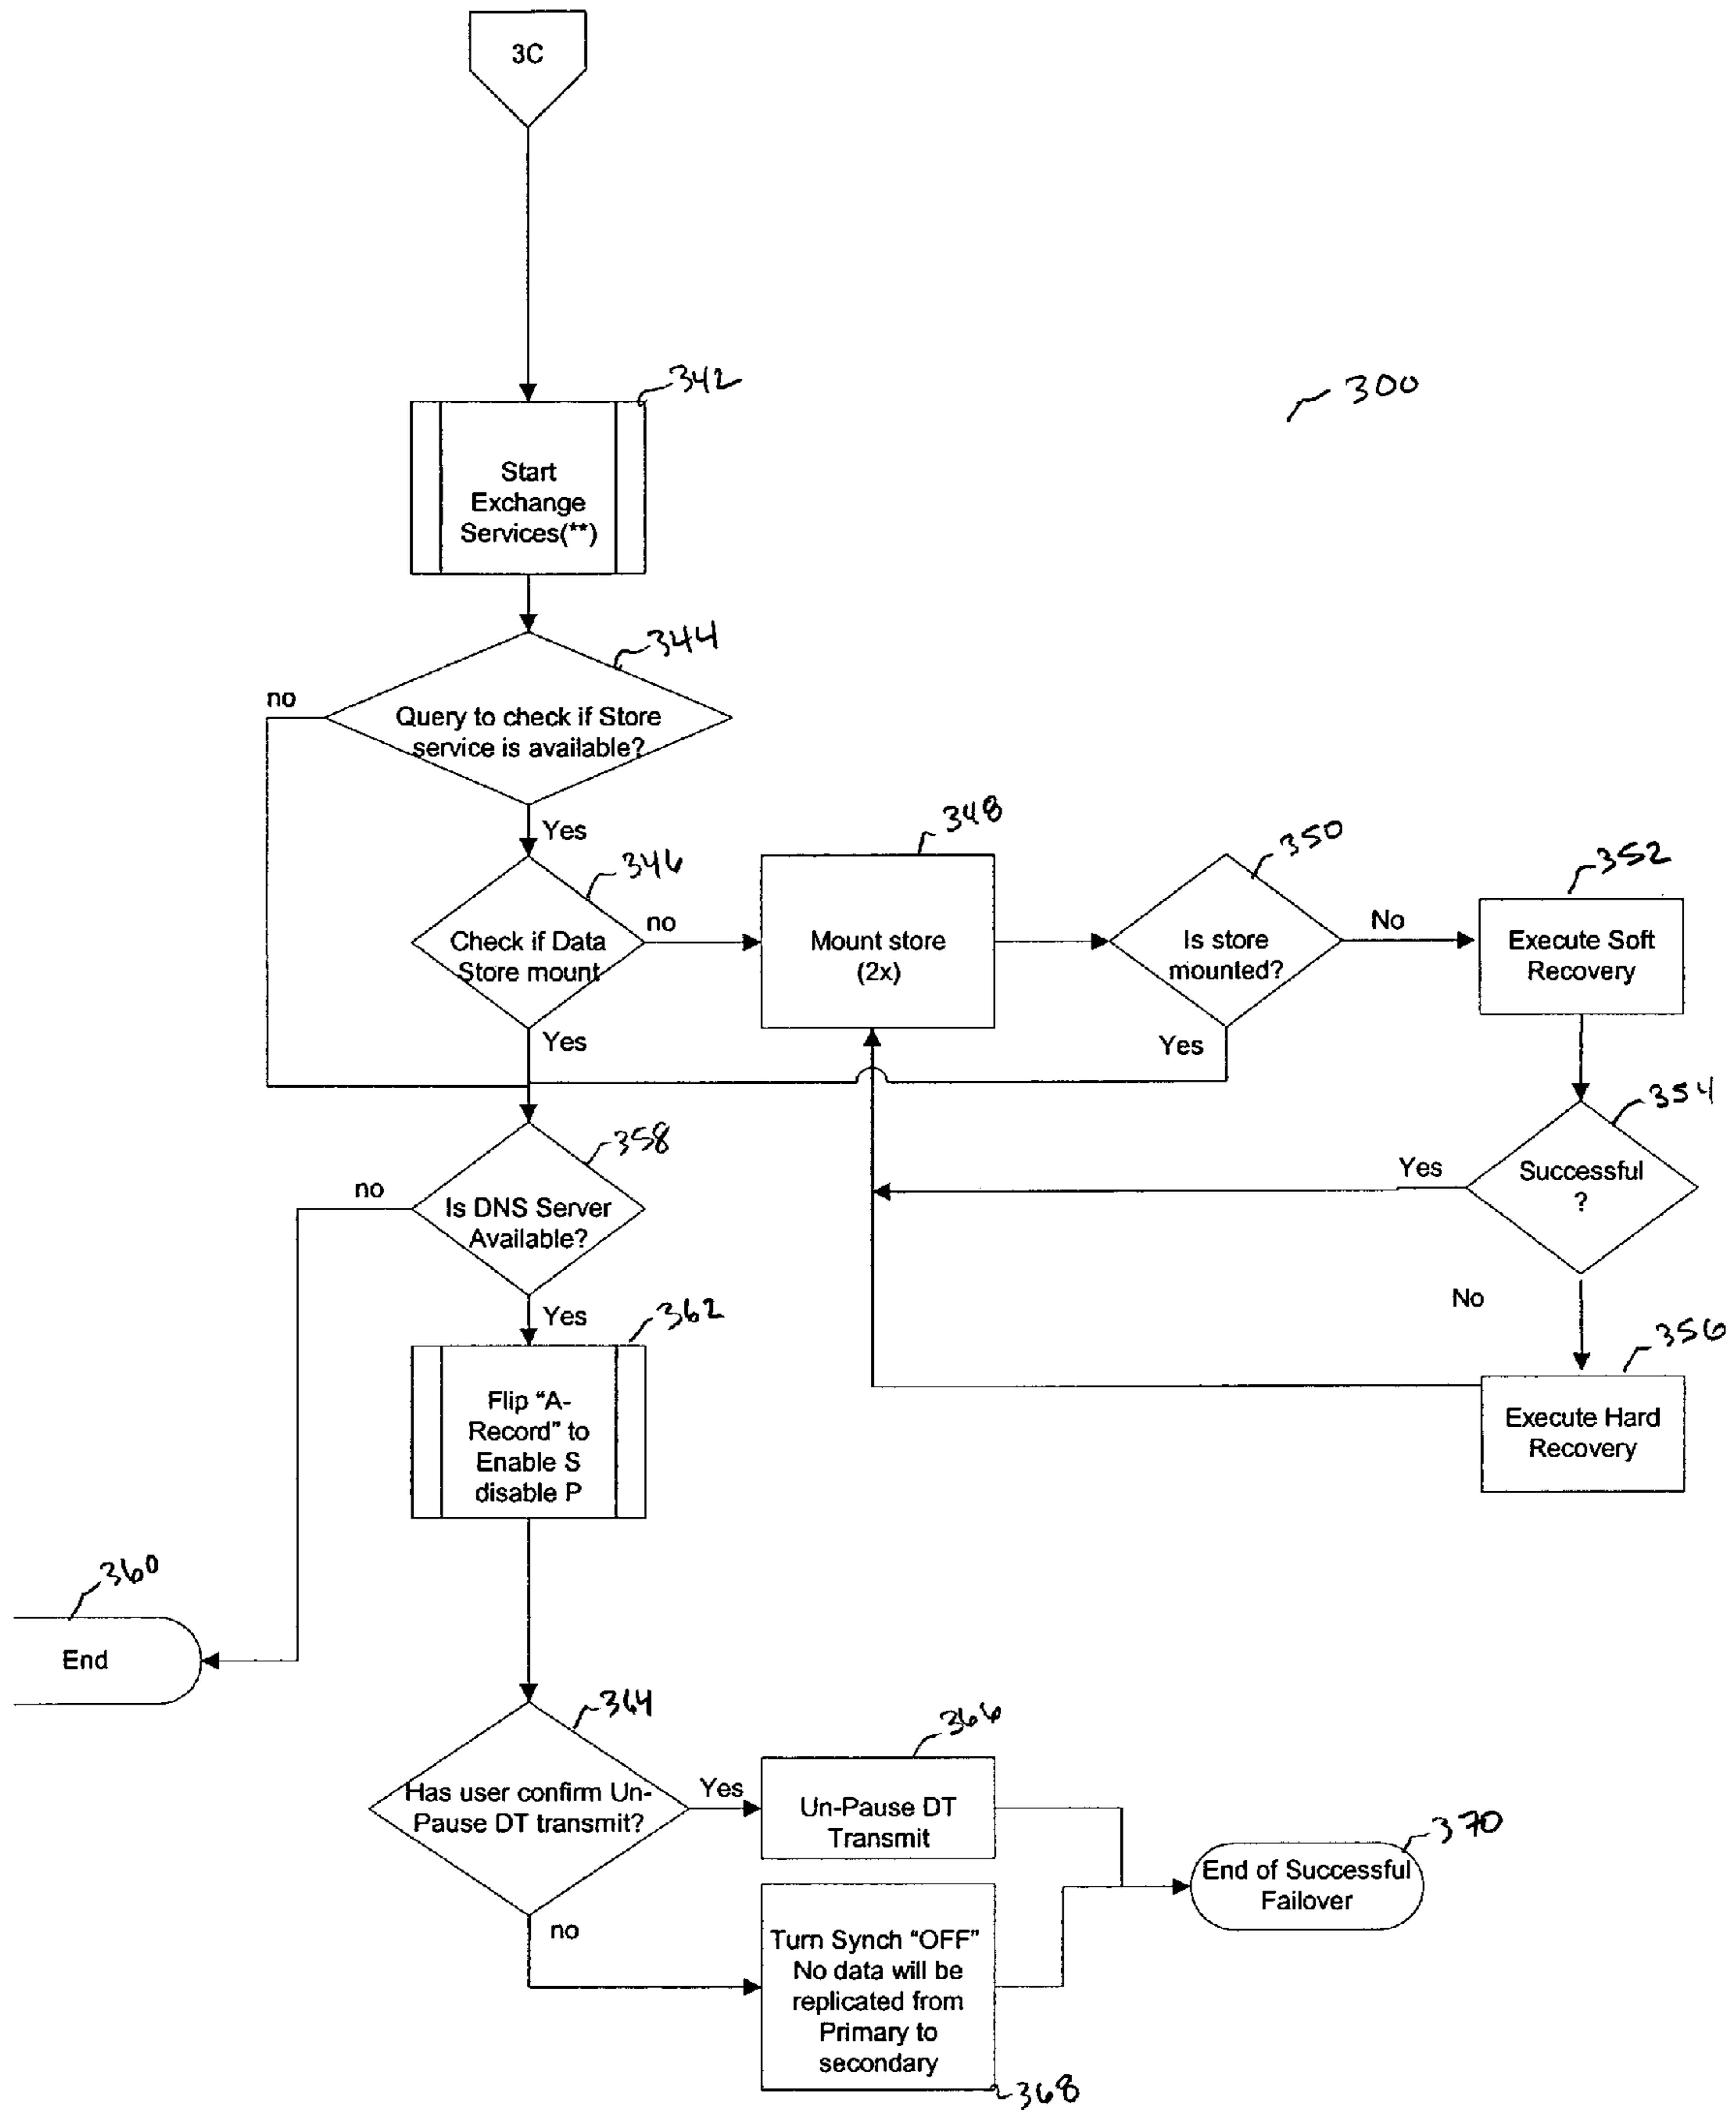 3C
342
300
Start
Exchange
Services(**)
344
no
Query to check if Store
service is available?
Yes
346
no
Check if Data
Store mount
Yes
348
Mount store
(2x)
350
Is store
mounted?
No
Yes
352
Execute Soft
Recovery
354
Successful
?
Yes
No
356
Execute Hard
Recovery
358
no
Is DNS Server
Available?
Yes
362
Flip “A-
Record” to
Enable S
disable P
360
End
364
Has user confirm Un-
Pause DT transmit?
Yes
no
366
Un-Pause DT
Transmit
Turn Synch “OFF”
No data will be
replicated from
Primary to
secondary
368
370
End of Successful
Failover